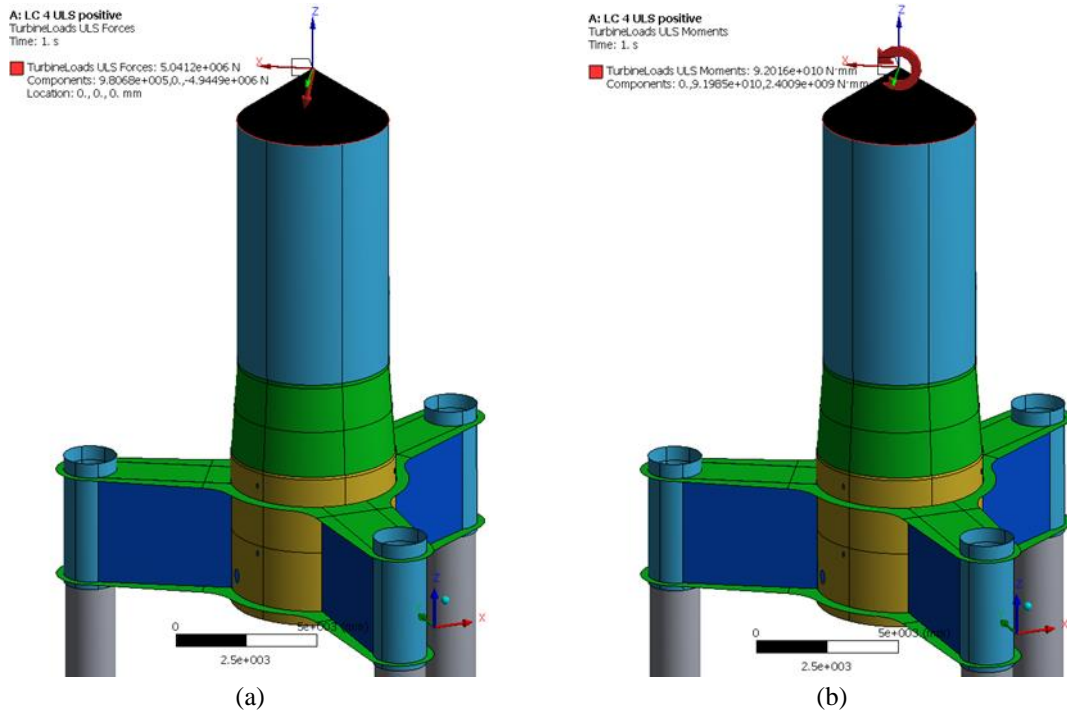 A: LC 4 ULS positive
TurbineLoads ULS Forces
Time: 1. s
TurbineLoads ULS Forces: 5.0412e+006 N
Components: 9.8068e+005,0.,-4.9449e+006 N
Location: 0., 0., 0. mm
Z
X
Z
X
0
5e+003 (mm)
2.5e+003
(a)
A: LC 4 ULS positive
TurbineLoads ULS Moments
Time: 1. s
TurbineLoads ULS Moments: 9.2016e+010 N·mm
Components: 0.,9.1985e+010,2.4009e+009 N·mm
Z
X
Z
X
0
5e+003 (mm)
2.5e+003
(b)